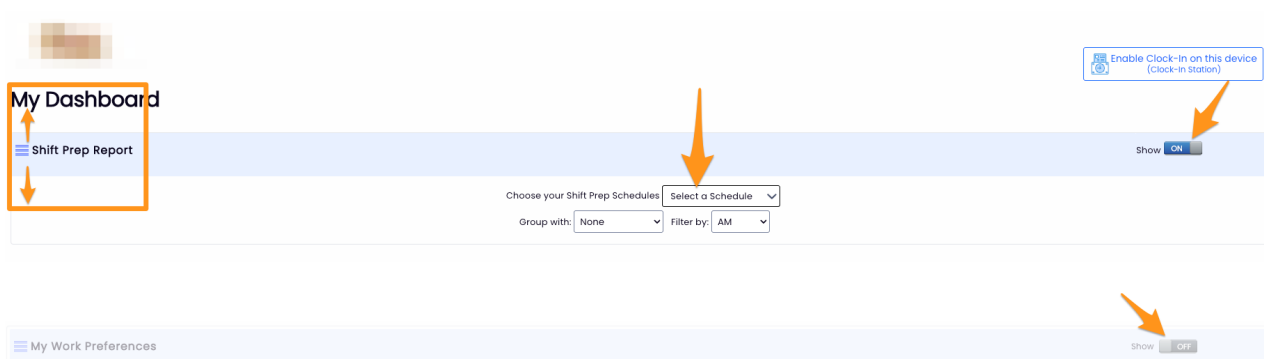 Enable Clock-In on this device
(Clock-In Station)
My Dashboard
Shift Prep Report
Show ON
Choose your Shift Prep Schedules Select a Schedule
Group with: None Filter by: AM
My Work Preferences
Show OFF